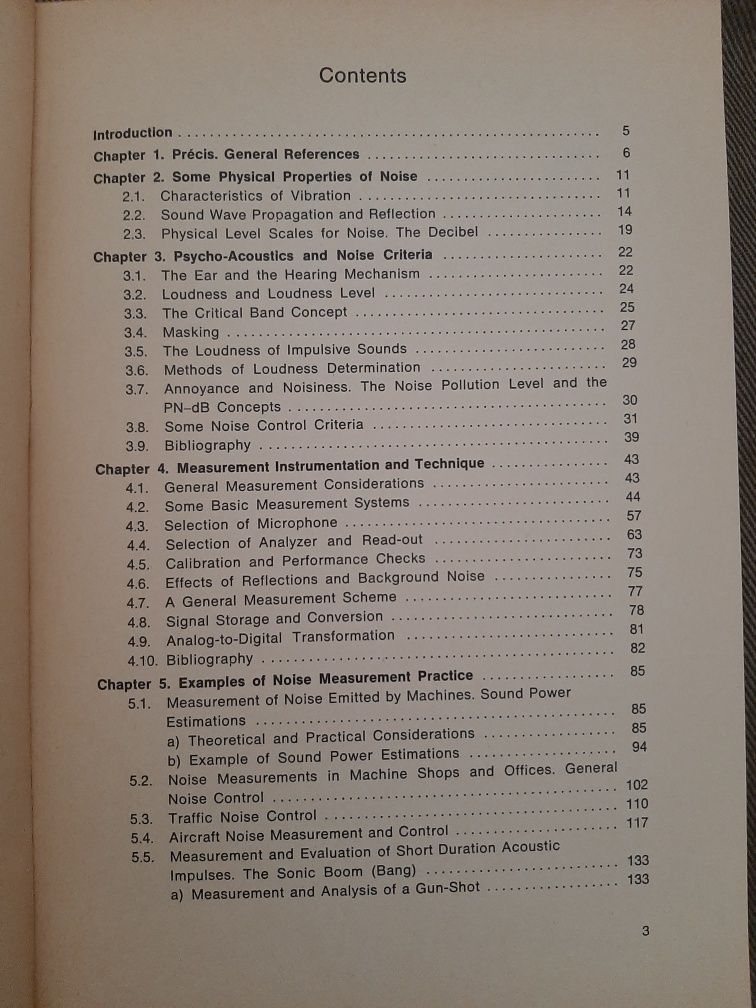 Contents
Introduction ........................................................ 5
Chapter 1. Précis. General References ............................... 6
Chapter 2. Some Physical Properties of Noise ........................ 11
2.1. Characteristics of Vibration ................................... 11
2.2. Sound Wave Propagation and Reflection ..................... 14
2.3. Physical Level Scales for Noise. The Decibel ............... 19
Chapter 3. Psycho-Acoustics and Noise Criteria ...................... 22
3.1. The Ear and the Hearing Mechanism ........................ 22
3.2. Loudness and Loudness Level ............................. 24
3.3. The Critical Band Concept ................................. 25
3.4. Masking .................................................. 27
3.5. The Loudness of Impulsive Sounds ......................... 28
3.6. Methods of Loudness Determination ........................ 29
3.7. Annoyance and Noisiness. The Noise Pollution Level and the
PN–dB Concepts .......................................... 30
3.8. Some Noise Control Criteria ............................... 31
3.9. Bibliography .............................................. 39
Chapter 4. Measurement Instrumentation and Technique ............... 43
4.1. General Measurement Considerations ....................... 43
4.2. Some Basic Measurement Systems ......................... 44
4.3. Selection of Microphone ................................... 57
4.4. Selection of Analyzer and Read-out ........................ 63
4.5. Calibration and Performance Checks ....................... 73
4.6. Effects of Reflections and Background Noise ............... 75
4.7. A General Measurement Scheme ........................... 77
4.8. Signal Storage and Conversion ............................ 78
4.9. Analog-to-Digital Transformation ........................... 81
4.10. Bibliography .............................................. 82
Chapter 5. Examples of Noise Measurement Practice ................. 85
5.1. Measurement of Noise Emitted by Machines. Sound Power
Estimations ............................................... 85
a) Theoretical and Practical Considerations ................. 85
b) Example of Sound Power Estimations ................... 94
5.2. Noise Measurements in Machine Shops and Offices. General
Noise Control ............................................. 102
5.3. Traffic Noise Control ...................................... 110
5.4. Aircraft Noise Measurement and Control ..................... 117
5.5. Measurement and Evaluation of Short Duration Acoustic
Impulses. The Sonic Boom (Bang) ......................... 133
a) Measurement and Analysis of a Gun-Shot ................. 133
3